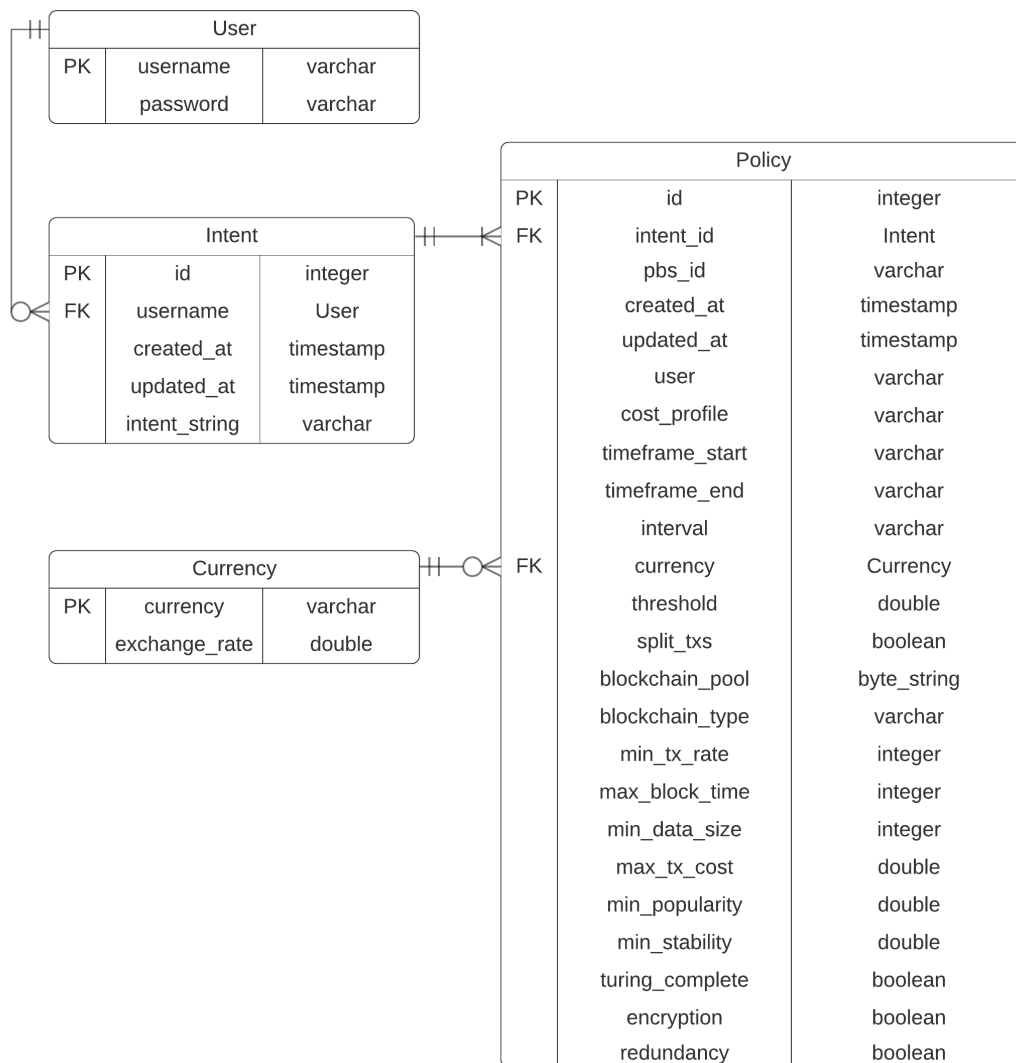 User
PK username varchar
password varchar
Policy
PK id integer
FK intent_id Intent
pbs_id varchar
created_at timestamp
updated_at timestamp
user varchar
cost_profile varchar
timeframe_start varchar
timeframe_end varchar
interval varchar
FK currency Currency
threshold double
split_txs boolean
blockchain_pool byte_string
blockchain_type varchar
min_tx_rate integer
max_block_time integer
min_data_size integer
max_tx_cost double
min_popularity double
min_stability double
turing_complete boolean
encryption boolean
redundancy boolean
Intent
PK id integer
FK username User
created_at timestamp
updated_at timestamp
intent_string varchar
Currency
PK currency varchar
exchange_rate double